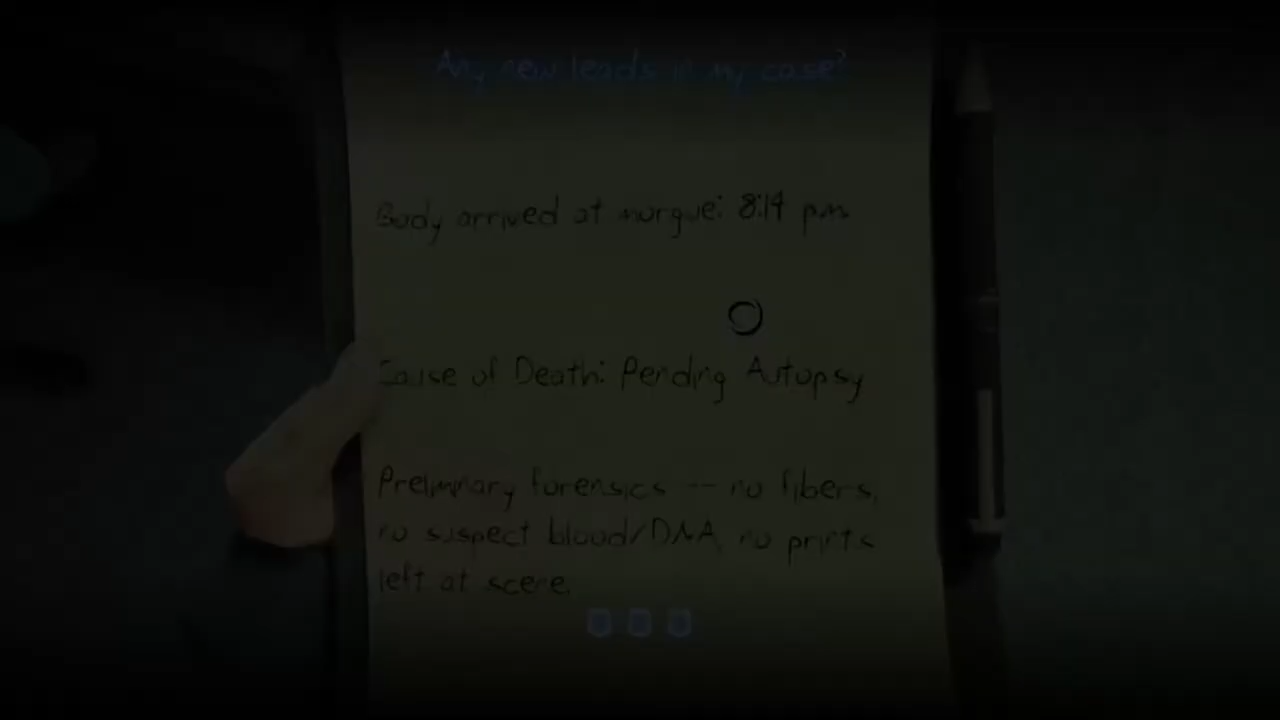 Any new leads in my case?
Body arrived at morgue: 8:14 p.m.
Cause of Death: Pending Autopsy
Preliminary forensics -- no fibers,
no suspect blood/DNA, no prints
left at scene.